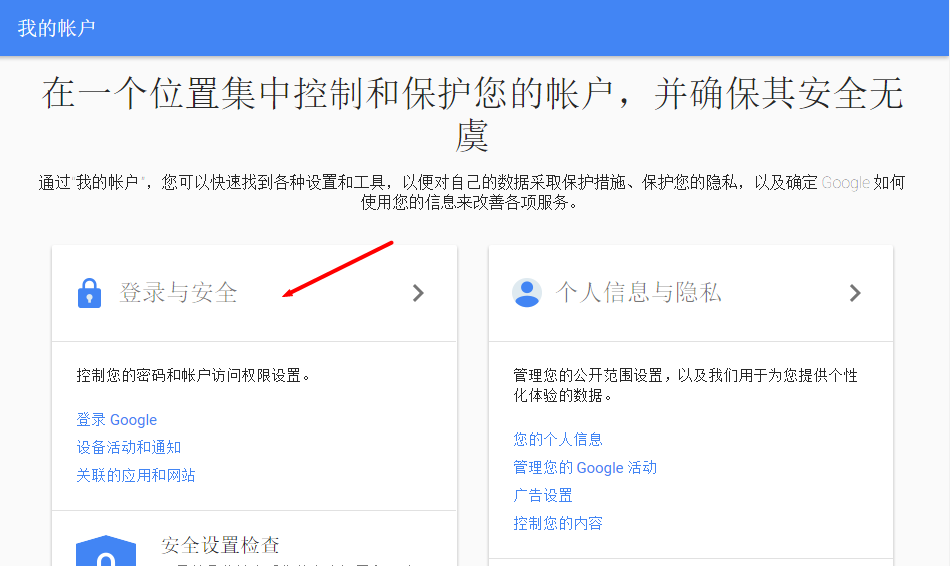 我的帐户
在一个位置集中控制和保护您的帐户，并确保其安全无
虞
通过"我的帐户"，您可以快速找到各种设置和工具，以便对自己的数据采取保护措施、保护您的隐私，以及确定 Google 如何
使用您的信息来改善各项服务。
登录与安全
控制您的密码和帐户访问权限设置。
登录 Google
设备活动和通知
关联的应用和网站
安全设置检查
个人信息与隐私
管理您的公开范围设置，以及我们用于为您提供个性
化体验的数据。
您的个人信息
管理您的 Google 活动
广告设置
控制您的内容